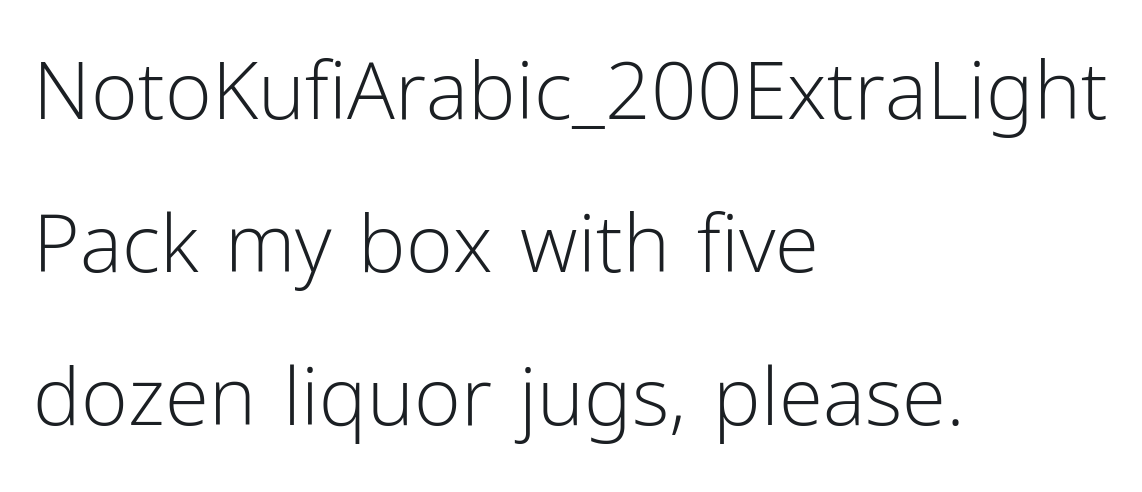 NotoKufiArabic_200ExtraLight
Pack my box with five
dozen liquor jugs, please.